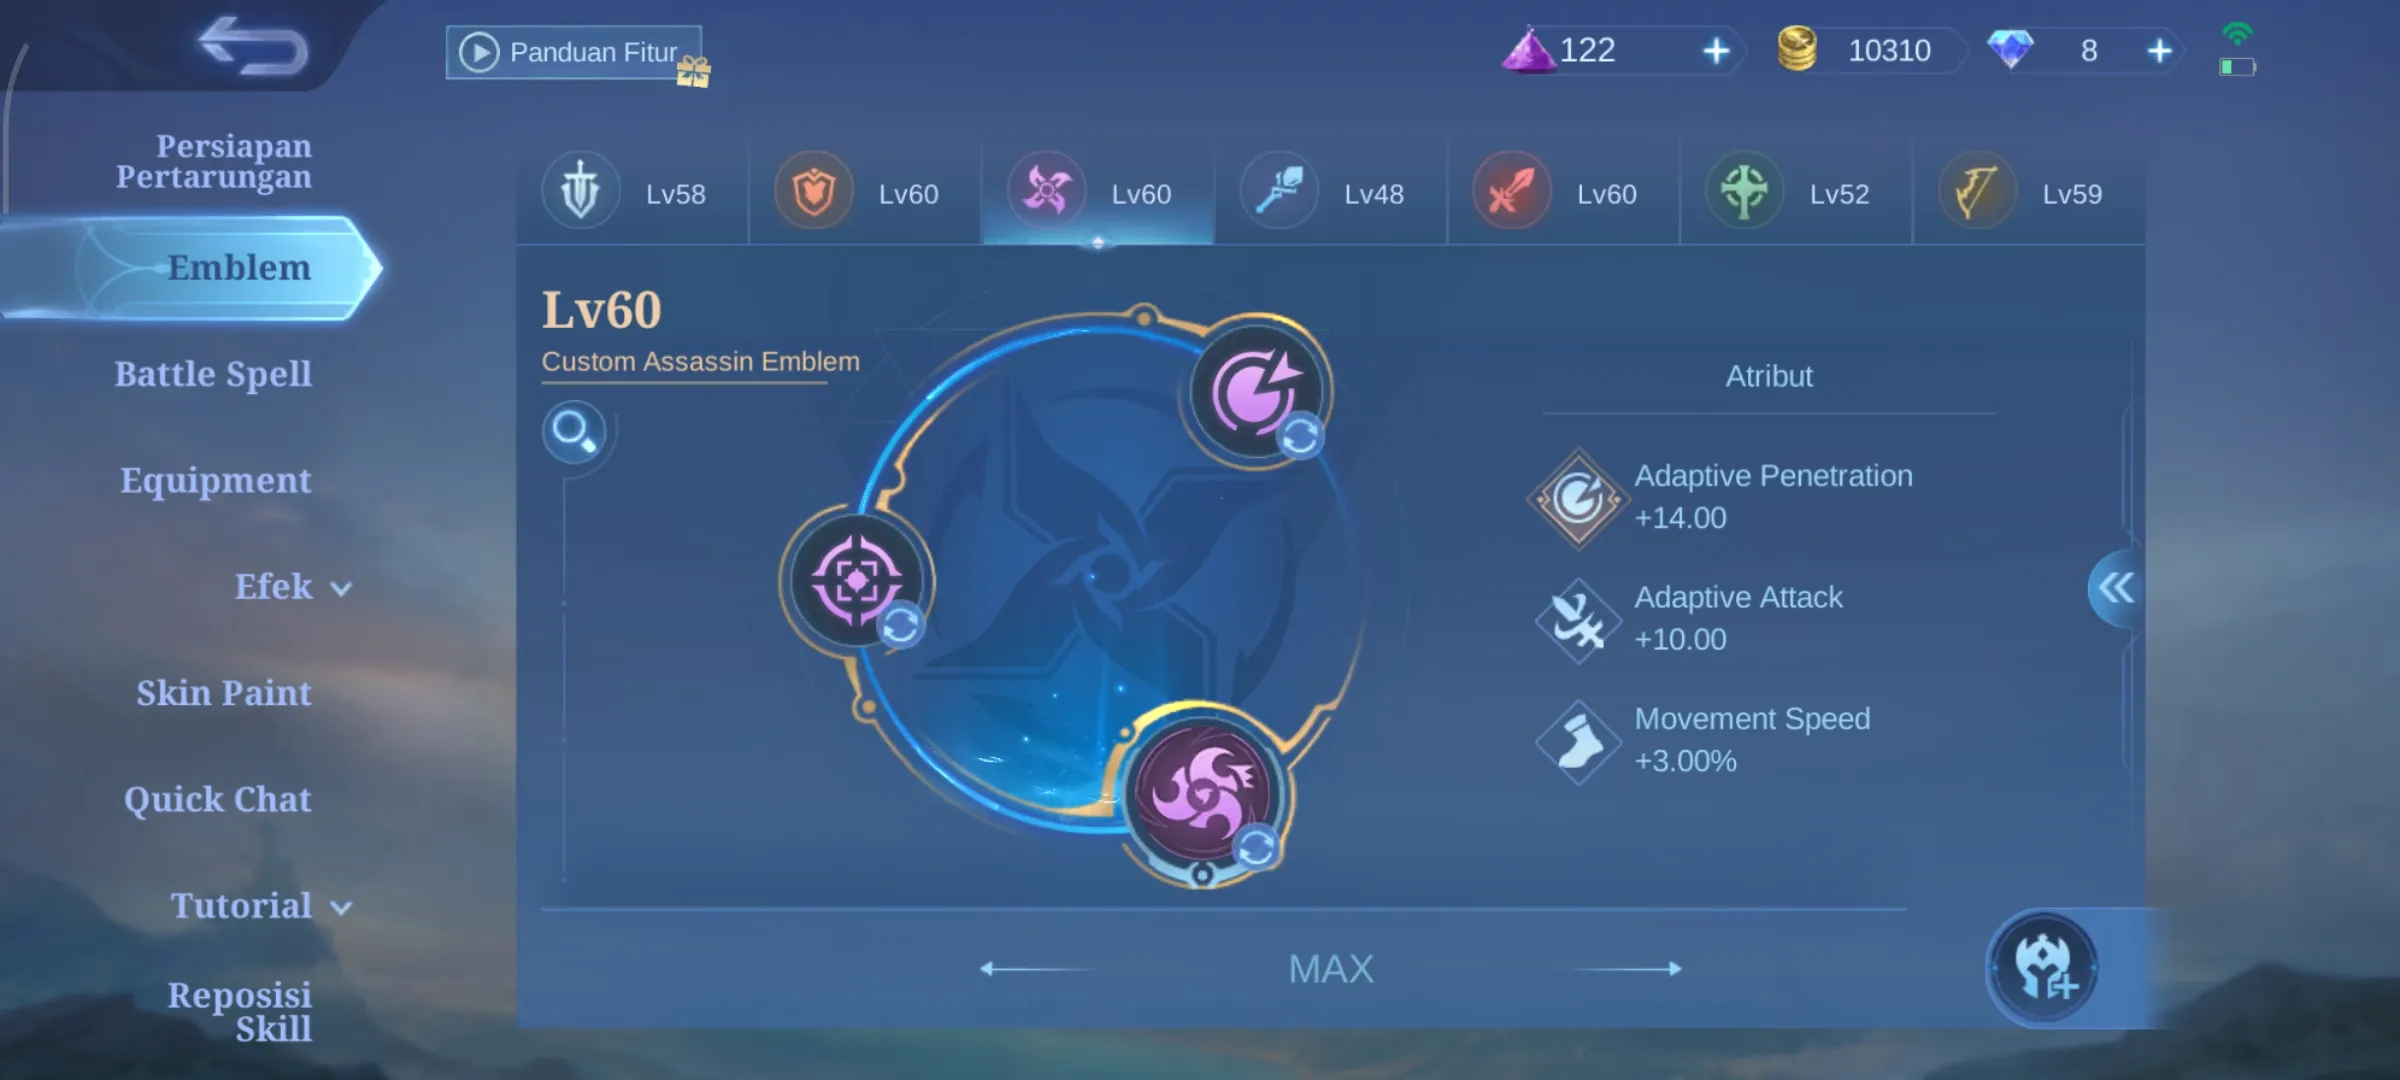 Panduan Fitur
122
10310
8
Persiapan
Pertarungan
Emblem
Battle Spell
Equipment
Efek
Skin Paint
Quick Chat
Tutorial
Reposisi
Skill
Lv58
Lv60
Lv60
Lv48
Lv60
Lv52
Lv59
Lv60
Custom Assassin Emblem
Atribut
Adaptive Penetration
+14.00
Adaptive Attack
+10.00
Movement Speed
+3.00%
MAX